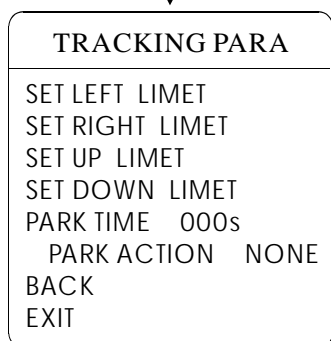 TRACKING PARA
SET LEFT LIMET
SET RIGHT LIMET
SET UP LIMET
SET DOWN LIMET
PARK TIME 000s
PARK ACTION NONE
BACK
EXIT